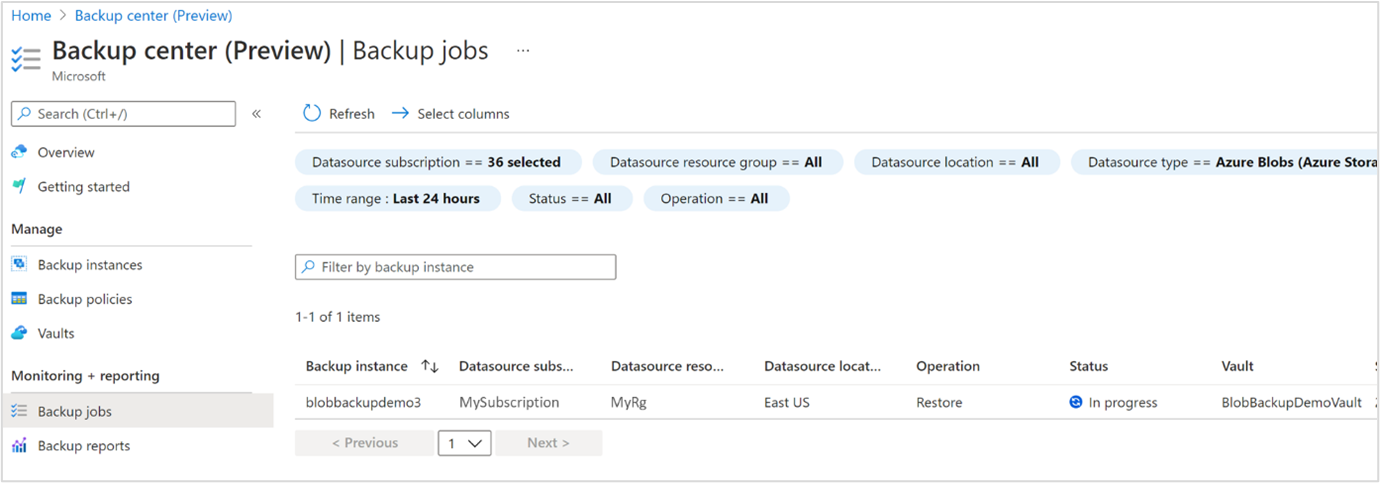 Home > Backup center (Preview)
Backup center (Preview) | Backup jobs ...
Microsoft
Search (Ctrl+/) «
Refresh Select columns
Overview
Getting started
Datasource subscription == 36 selected Datasource resource group == All Datasource location == All Datasource type == Azure Blobs (Azure Stora
Time range : Last 24 hours Status == All Operation == All
Manage
Backup instances
Backup policies
Vaults
Filter by backup instance
1-1 of 1 items
Monitoring + reporting
Backup jobs
Backup reports
Backup instance Datasource subs... Datasource reso... Datasource locat... Operation Status Vault
blobbackupdemo3 MySubscription MyRg East US Restore In progress BlobBackupDemoVault
< Previous 1 Next >